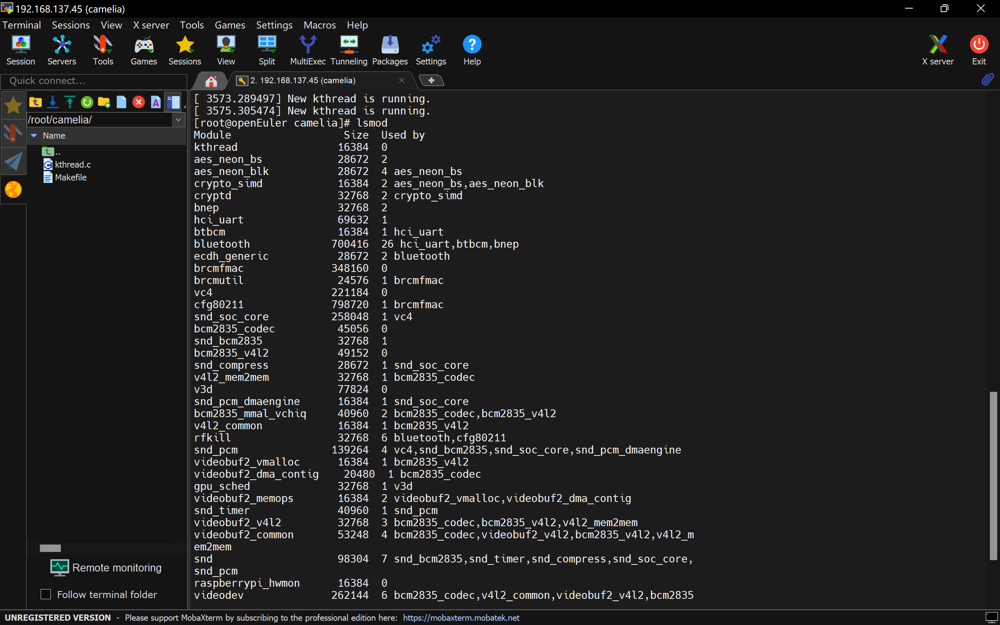 192.168.137.45 (camelia)
Terminal Sessions View X server Tools Games Settings Macros Help
Session Servers Tools Games Sessions View Split MultiExec Tunneling Packages Settings Help X server Exit
Quick connect...
2. 192.168.137.45 (camelia)
/root/camelia/
Name
..
kthread.c
Makefile
Remote monitoring
Follow terminal folder
[ 3573.289497] New kthread is running.
[ 3575.305474] New kthread is running.
[root@openEuler camelia]# lsmod
Module                  Size  Used by
kthread                16384  0
aes_neon_bs            28672  2
aes_neon_blk           28672  4 aes_neon_bs
crypto_simd            16384  2 aes_neon_bs,aes_neon_blk
cryptd                 32768  2 crypto_simd
bnep                   32768  2
hci_uart               69632  1
btbcm                  16384  1 hci_uart
bluetooth             700416  26 hci_uart,btbcm,bnep
ecdh_generic           28672  2 bluetooth
brcmfmac              348160  0
brcmutil               24576  1 brcmfmac
vc4                   221184  0
cfg80211              798720  1 brcmfmac
snd_soc_core          258048  1 vc4
bcm2835_codec          45056  0
snd_bcm2835            32768  1
bcm2835_v4l2           49152  0
snd_compress           28672  1 snd_soc_core
v4l2_mem2mem           32768  1 bcm2835_codec
v3d                    77824  0
snd_pcm_dmaengine      16384  1 snd_soc_core
bcm2835_mmal_vchiq     40960  2 bcm2835_codec,bcm2835_v4l2
v4l2_common            16384  1 bcm2835_v4l2
rfkill                 32768  6 bluetooth,cfg80211
snd_pcm               139264  4 vc4,snd_bcm2835,snd_soc_core,snd_pcm_dmaengine
videobuf2_vmalloc      16384  1 bcm2835_v4l2
videobuf2_dma_contig    20480  1 bcm2835_codec
gpu_sched              32768  1 v3d
videobuf2_memops       16384  2 videobuf2_vmalloc,videobuf2_dma_contig
snd_timer              40960  1 snd_pcm
videobuf2_v4l2         32768  3 bcm2835_codec,bcm2835_v4l2,v4l2_mem2mem
videobuf2_common       53248  4 bcm2835_codec,videobuf2_v4l2,bcm2835_v4l2,v4l2_m
em2mem
snd                    98304  7 snd_bcm2835,snd_timer,snd_compress,snd_soc_core,
snd_pcm
raspberrypi_hwmon      16384  0
videodev              262144  6 bcm2835_codec,v4l2_common,videobuf2_v4l2,bcm2835
UNREGISTERED VERSION - Please support MobaXterm by subscribing to the professional edition here: https://mobaxterm.mobatek.net